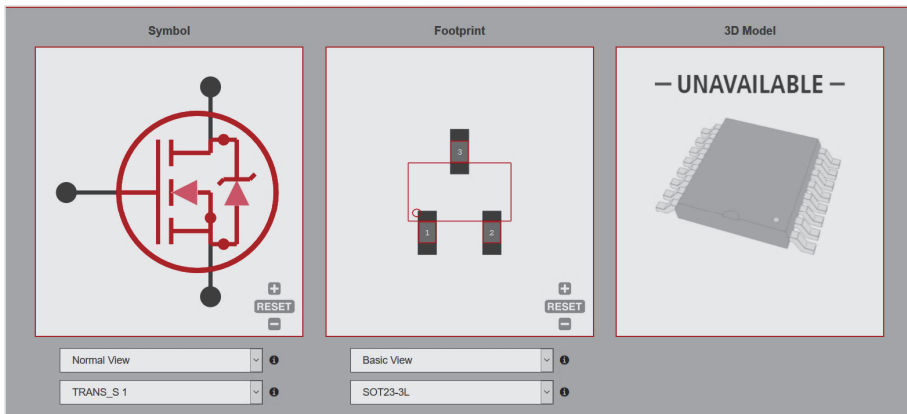 Symbol
Footprint
3D Model
— UNAVAILABLE —
3
1
2
RESET
RESET
Normal View
Basic View
TRANS_S 1
SOT23-3L